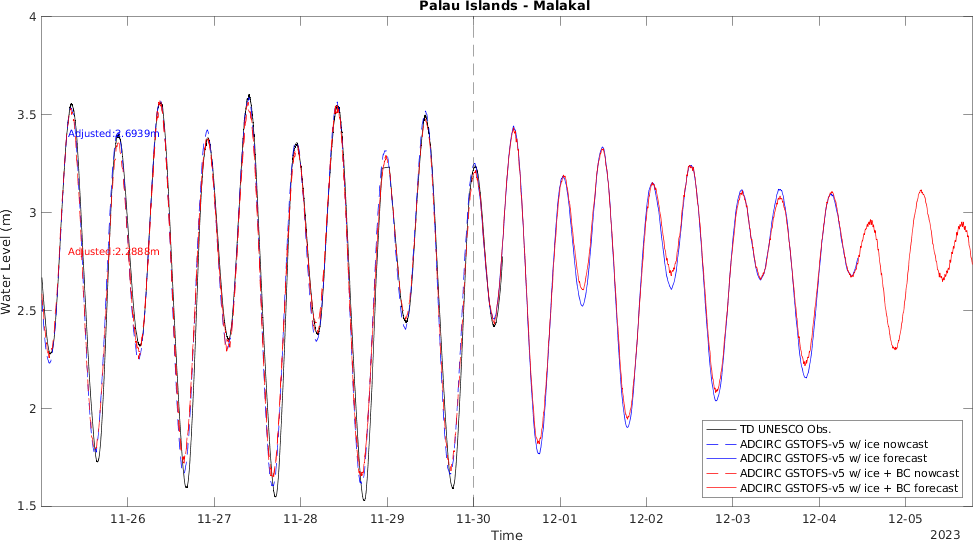 Palau Islands - Malakal
4
3.5
3
2.5
2
1.5
Water Level (m)
Adjusted:2.6939m
Adjusted:2.2888m
TD UNESCO Obs.
ADCIRC GSTOFS-v5 w/ ice nowcast
ADCIRC GSTOFS-v5 w/ ice forecast
ADCIRC GSTOFS-v5 w/ ice + BC nowcast
ADCIRC GSTOFS-v5 w/ ice + BC forecast
11-26
11-27
11-28
11-29
11-30
12-01
12-02
12-03
12-04
12-05
Time
2023